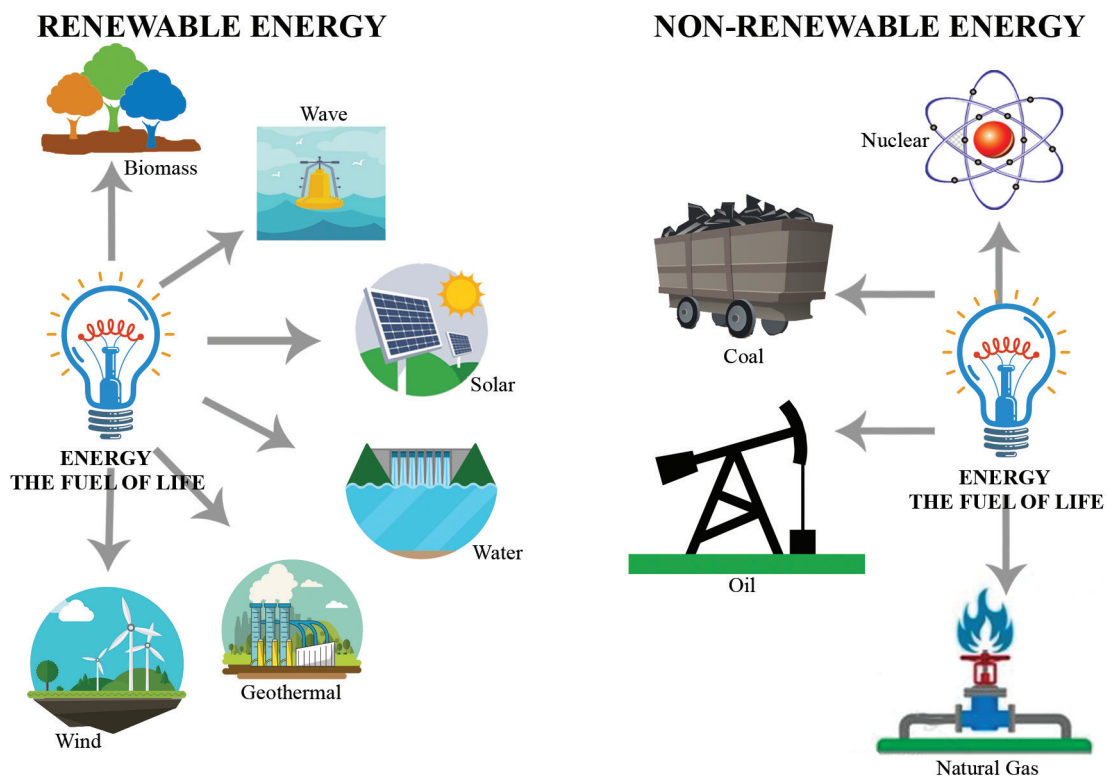 RENEWABLE ENERGY
Biomass
Wave
Solar
Water
Geothermal
Wind
ENERGY
THE FUEL OF LIFE
NON-RENEWABLE ENERGY
Nuclear
Coal
Oil
Natural Gas
ENERGY
THE FUEL OF LIFE